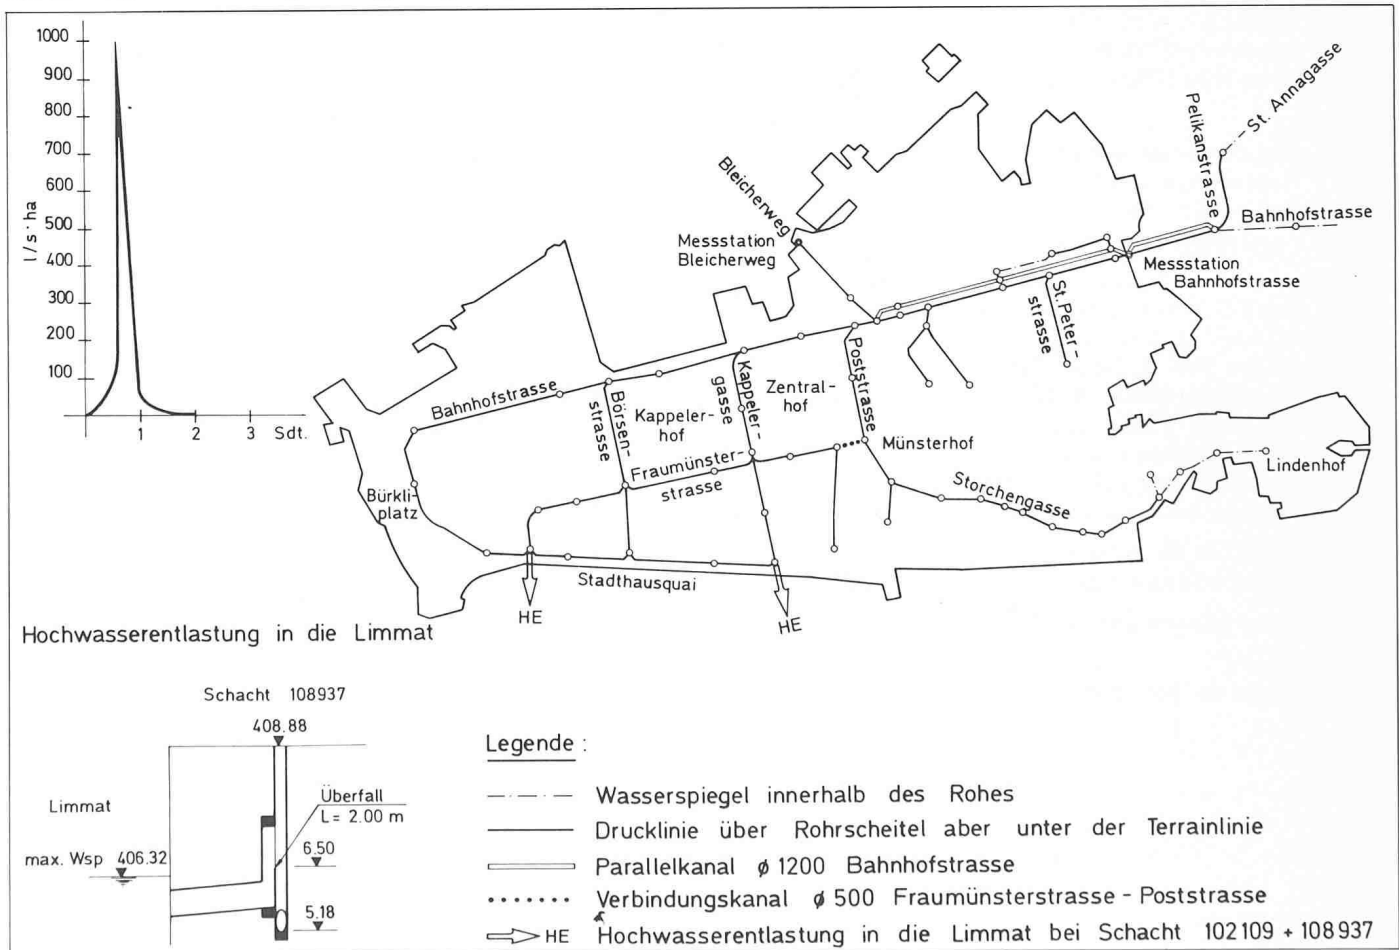 1000
900
800
700
600
500
400
300
200
100
l/s·ha
1
2
3
Sdt.
St. Annagasse
Pelikanstrasse
Bahnhofstrasse
Bleicherweg
Messstation
Bleicherweg
Messstation
Bahnhofstrasse
St. Peter-
strasse
Poststrasse
Zentral-
hof
Kappeler-
gasse
Kappeler-
hof
Börsen-
strasse
Bahnhofstrasse
Fraumünster-
strasse
Münsterhof
Storchengasse
Lindenhof
Bürkli-
platz
Stadthausquai
HE
HE
Hochwasserentlastung in die Limmat
Schacht 108937
408.88
Limmat
Überfall
L= 2.00 m
max. Wsp 406.32
6.50
5.18
Legende :
Wasserspiegel innerhalb des Rohes
Drucklinie über Rohrscheitel aber unter der Terrainlinie
Parallelkanal ø 1200 Bahnhofstrasse
Verbindungskanal ø 500 Fraumünsterstrasse - Poststrasse
HE Hochwasserentlastung in die Limmat bei Schacht 102109 + 108937